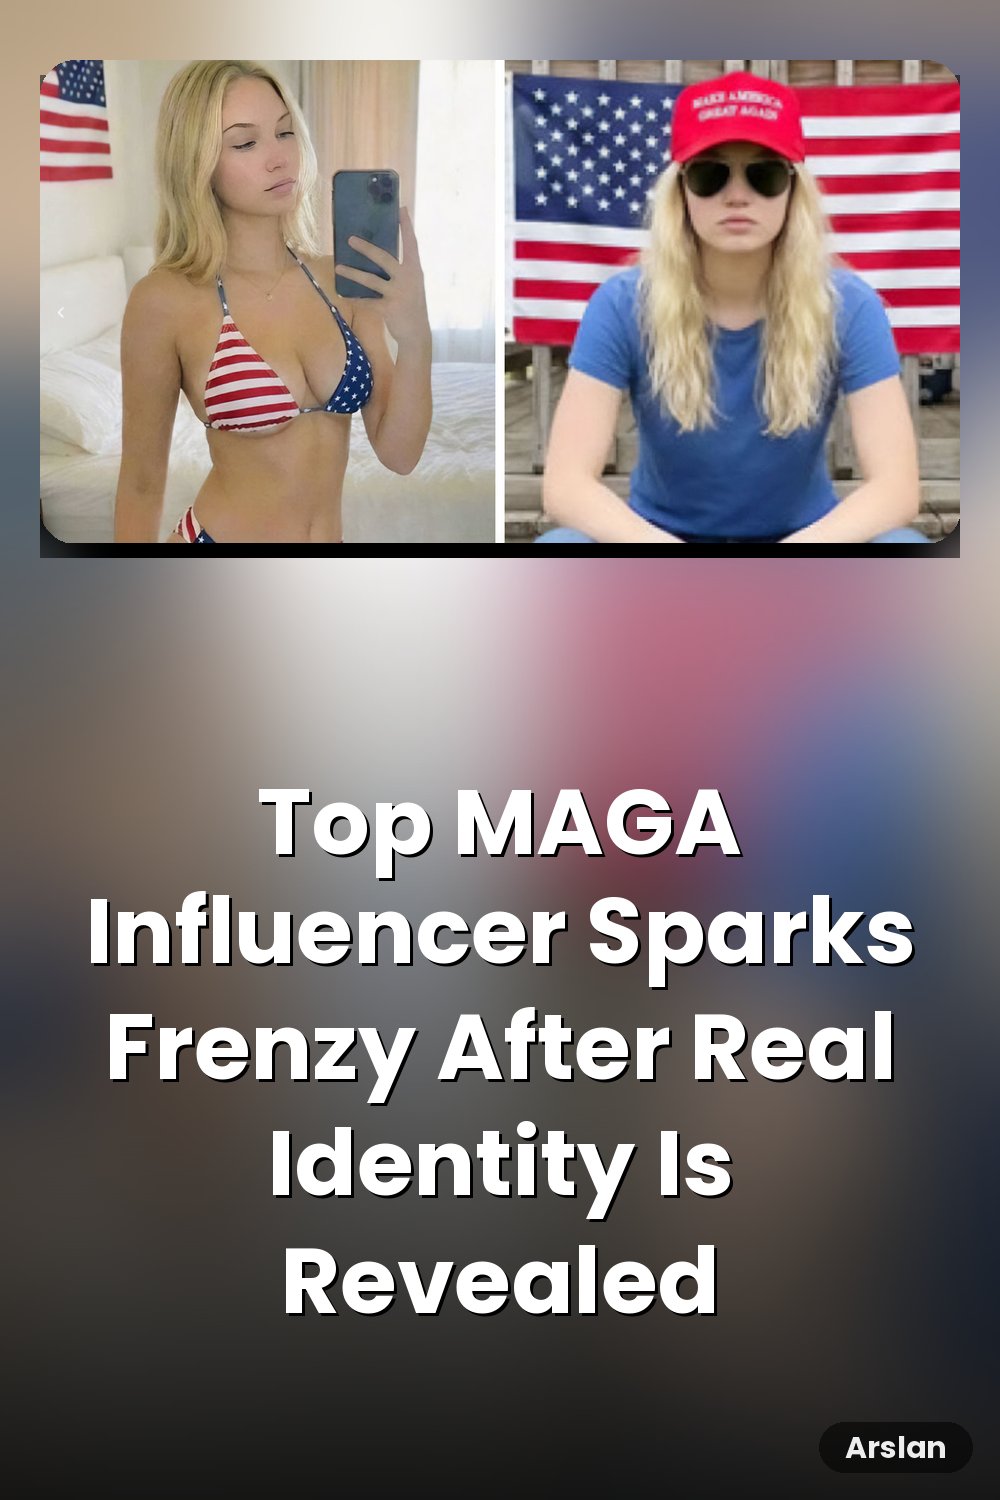 MAKE AMERICA
GREAT AGAIN
Top MAGA
Influencer Sparks
Frenzy After Real
Identity Is
Revealed
Arslan